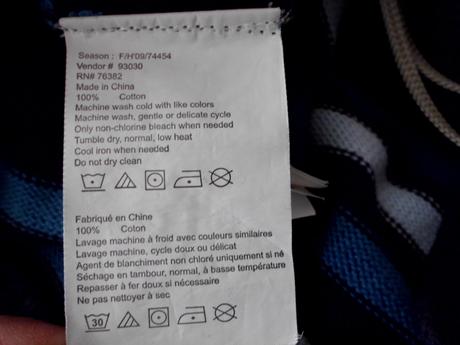 Season : F/H'09/74454
Vendor # 93030
RN# 76382
Made in China
100% Cotton
Machine wash cold with like colors
Machine wash, gentle or delicate cycle
Only non-chlorine bleach when needed
Tumble dry, normal, low heat
Cool iron when needed
Do not dry clean
Fabriqué en Chine
100% Coton
Lavage machine à froid avec couleurs similaires
Lavage machine, cycle doux ou délicat
Agent de blanchiment non chloré uniquement si né
Séchage en tambour, normal, à basse température
Repasser à fer doux si nécessaire
Ne pas nettoyer à sec
30